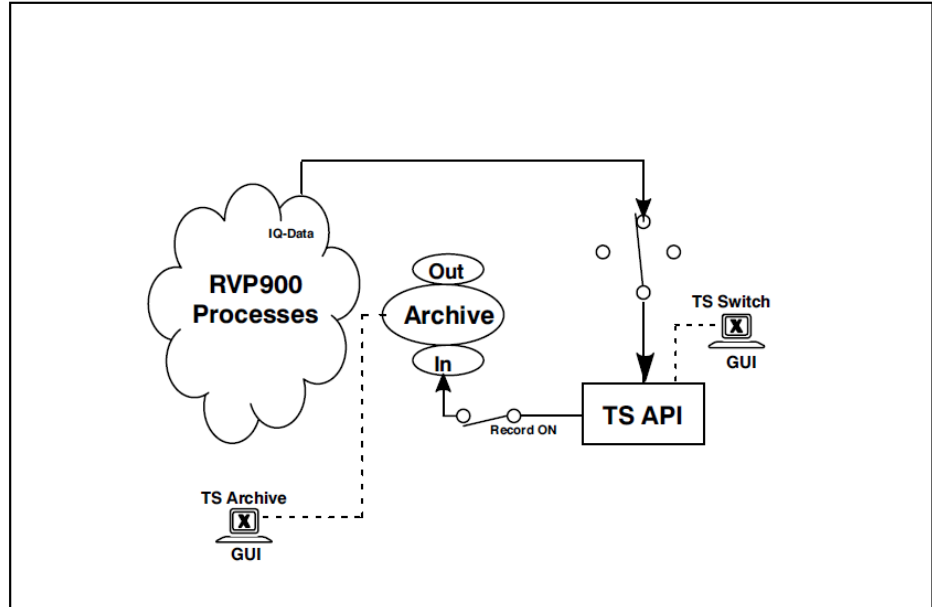 IQ-Data
RVP900
Processes
Out
Archive
In
TS Switch
X
GUI
TS API
Record ON
TS Archive
X
GUI